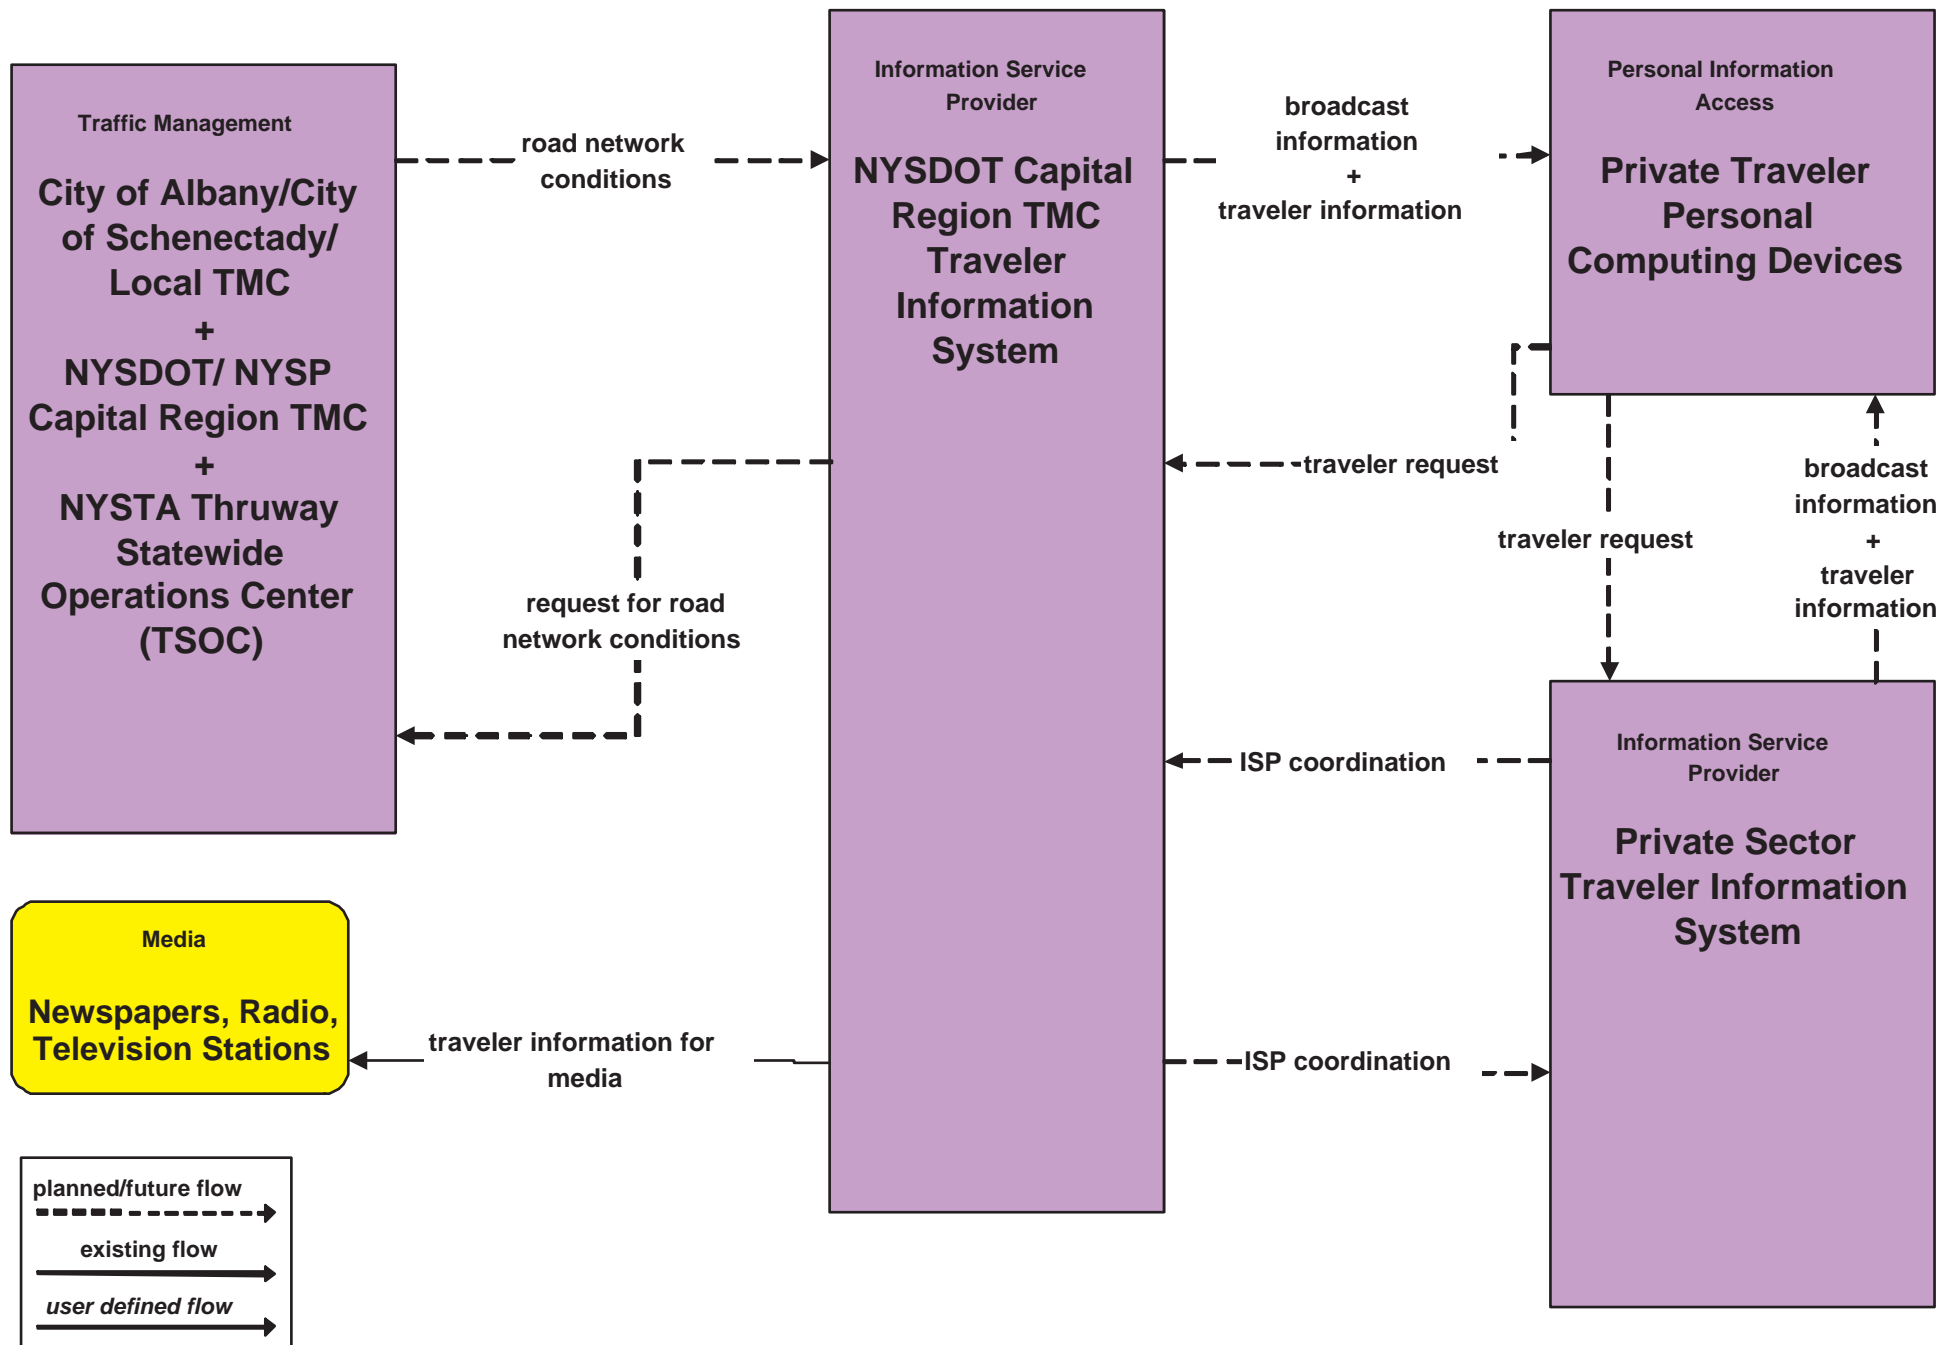 Traffic Management
City of Albany/City
of Schenectady/
Local TMC
+
NYSDOT/ NYSP
Capital Region TMC
+
NYSTA Thruway
Statewide
Operations Center
(TSOC)
road network
conditions
request for road
network conditions
Information Service
Provider
NYSDOT Capital
Region TMC
Traveler
Information
System
broadcast
information
+
traveler information
traveler request
Personal Information
Access
Private Traveler
Personal
Computing Devices
traveler request
broadcast
information
+
traveler
information
ISP coordination
ISP coordination
Information Service
Provider
Private Sector
Traveler Information
System
Media
Newspapers, Radio,
Television Stations
traveler information for
media
planned/future flow
existing flow
user defined flow